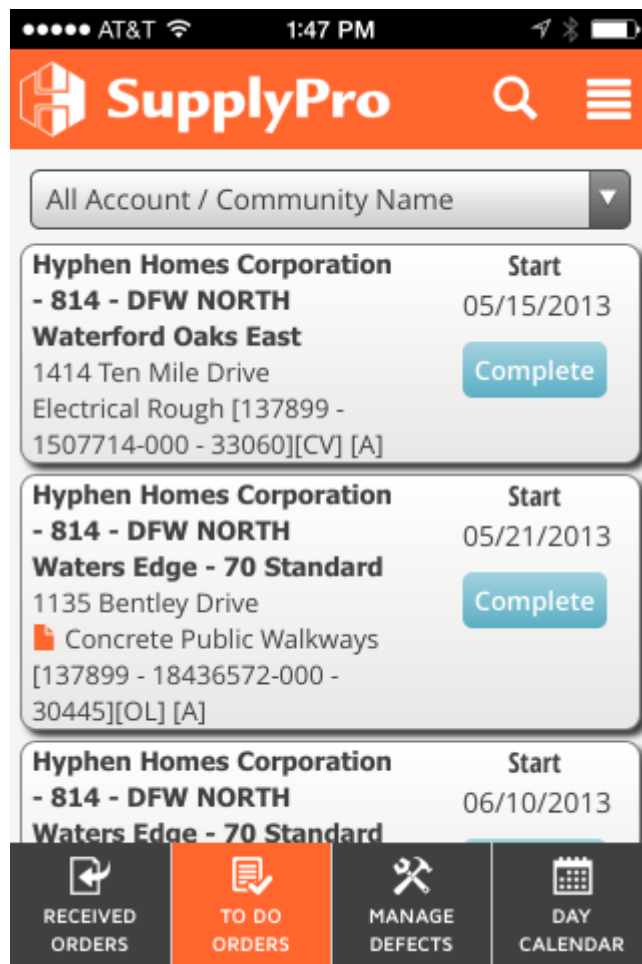 AT&T 1:47 PM
SupplyPro
All Account / Community Name
Hyphen Homes Corporation
- 814 - DFW NORTH
Waterford Oaks East
1414 Ten Mile Drive
Electrical Rough [137899 -
1507714-000 - 33060][CV] [A]
Start
05/15/2013
Complete
Hyphen Homes Corporation
- 814 - DFW NORTH
Waters Edge - 70 Standard
1135 Bentley Drive
Concrete Public Walkways
[137899 - 18436572-000 -
30445][OL] [A]
Start
05/21/2013
Complete
Hyphen Homes Corporation
- 814 - DFW NORTH
Waters Edge - 70 Standard
Start
06/10/2013
RECEIVED
ORDERS
TO DO
ORDERS
MANAGE
DEFECTS
DAY
CALENDAR